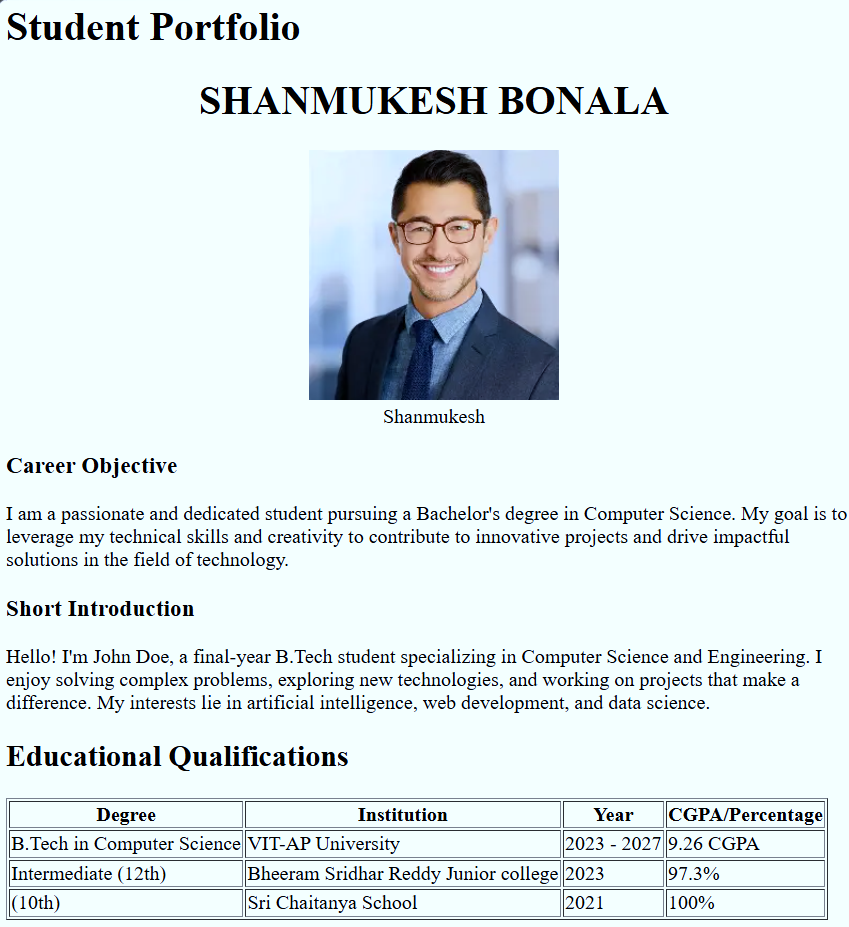 Student Portfolio
SHANMUKESH BONALA
Shanmukesh
Career Objective
I am a passionate and dedicated student pursuing a Bachelor's degree in Computer Science. My goal is to
leverage my technical skills and creativity to contribute to innovative projects and drive impactful
solutions in the field of technology.
Short Introduction
Hello! I'm John Doe, a final-year B.Tech student specializing in Computer Science and Engineering. I
enjoy solving complex problems, exploring new technologies, and working on projects that make a
difference. My interests lie in artificial intelligence, web development, and data science.
Educational Qualifications
Degree Institution Year CGPA/Percentage
B.Tech in Computer Science VIT-AP University 2023 - 2027 9.26 CGPA
Intermediate (12th) Bheeram Sridhar Reddy Junior college 2023 97.3%
(10th) Sri Chaitanya School 2021 100%